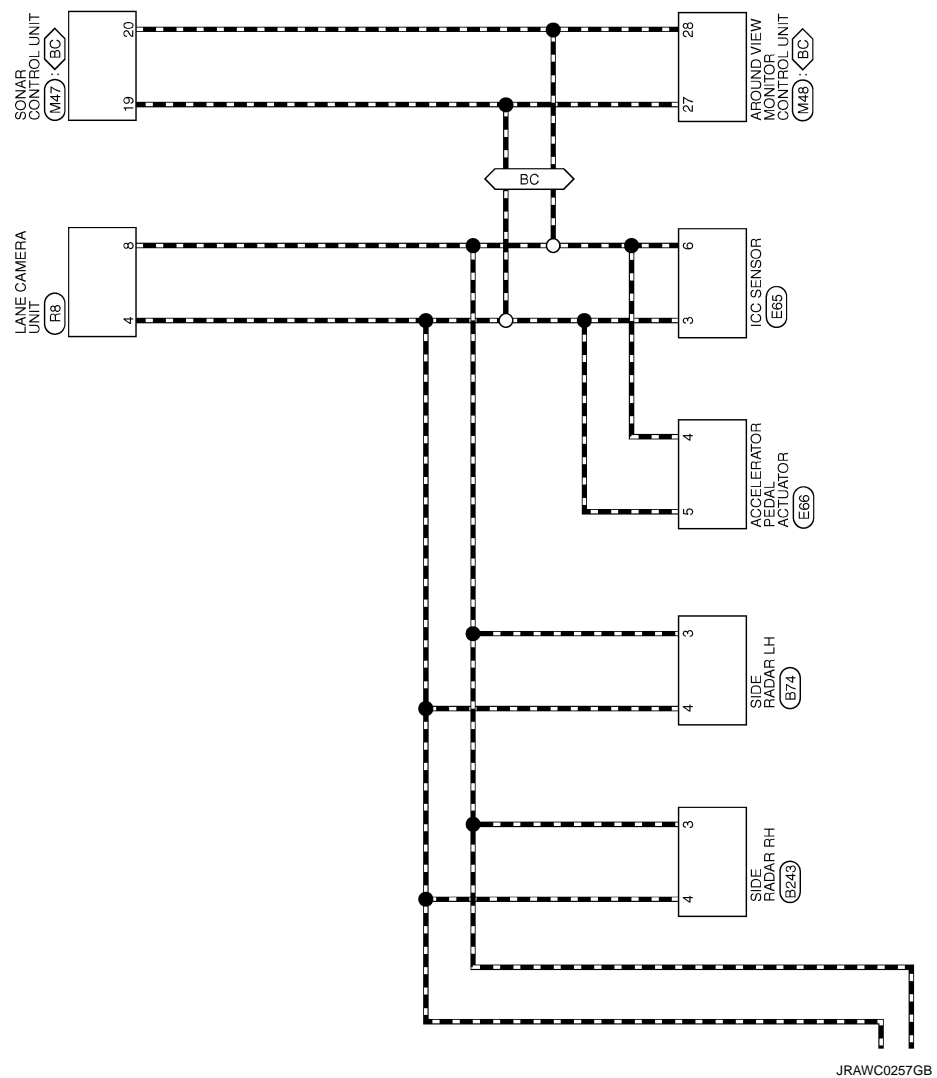 SONAR
CONTROL UNIT
M47 : BC
20
19
28
27
AROUND VIEW
MONITOR
CONTROL UNIT
M48 : BC
BC
LANE CAMERA
UNIT
R8
8
4
6
3
ICC SENSOR
E65
4
5
ACCELERATOR
PEDAL
ACTUATOR
E66
3
4
SIDE
RADAR LH
B74
3
4
SIDE
RADAR RH
B243
JRAWC0257GB